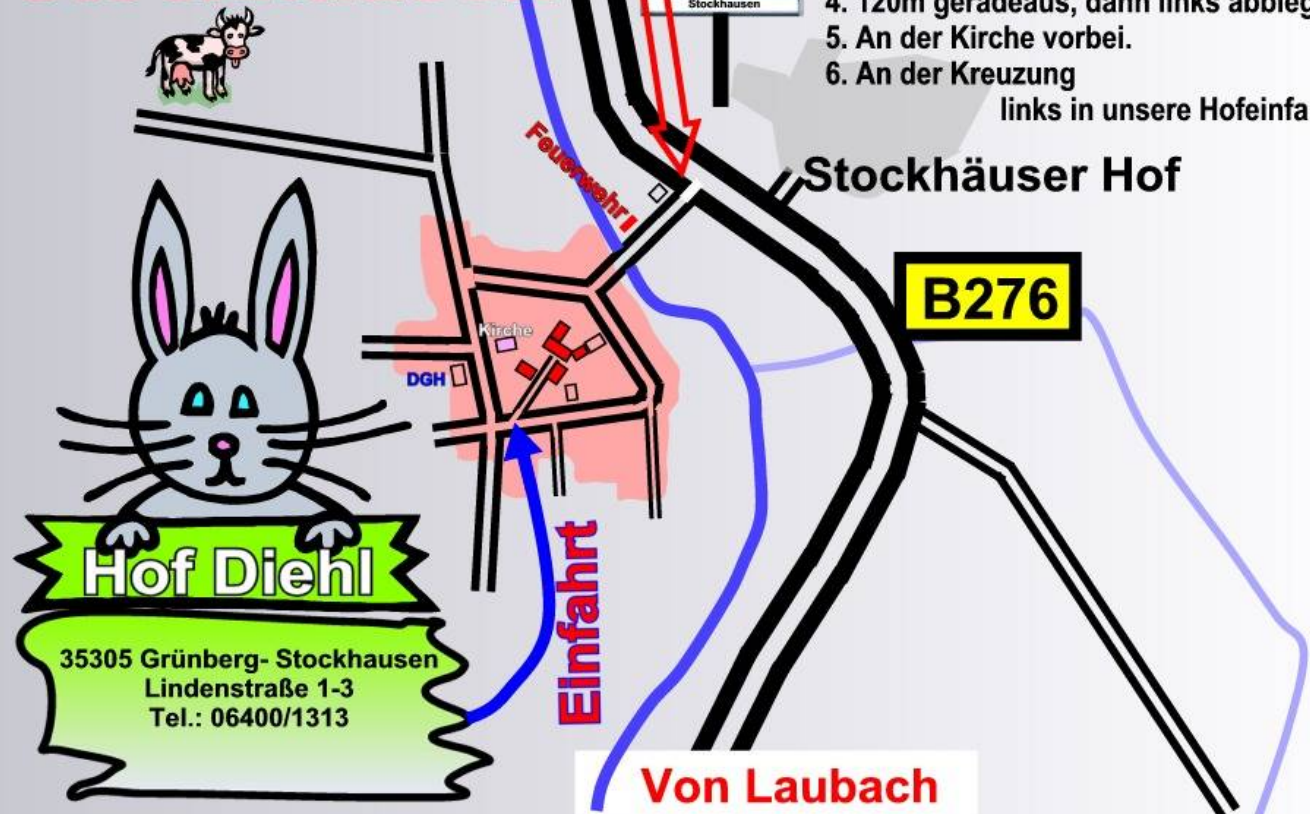 Stockhausen
4. 120m geradeaus, dann links
5. An der Kirche vorbei.
6. An der Kreuzung
links in unsere
Feuerwehr
Stockhäuser Hof
B276
Kirche
DGH
Hof Diehl
35305 Grünberg- Stockhausen
Lindenstraße 1-3
Tel.: 06400/1313
Einfahrt
Von Laubach